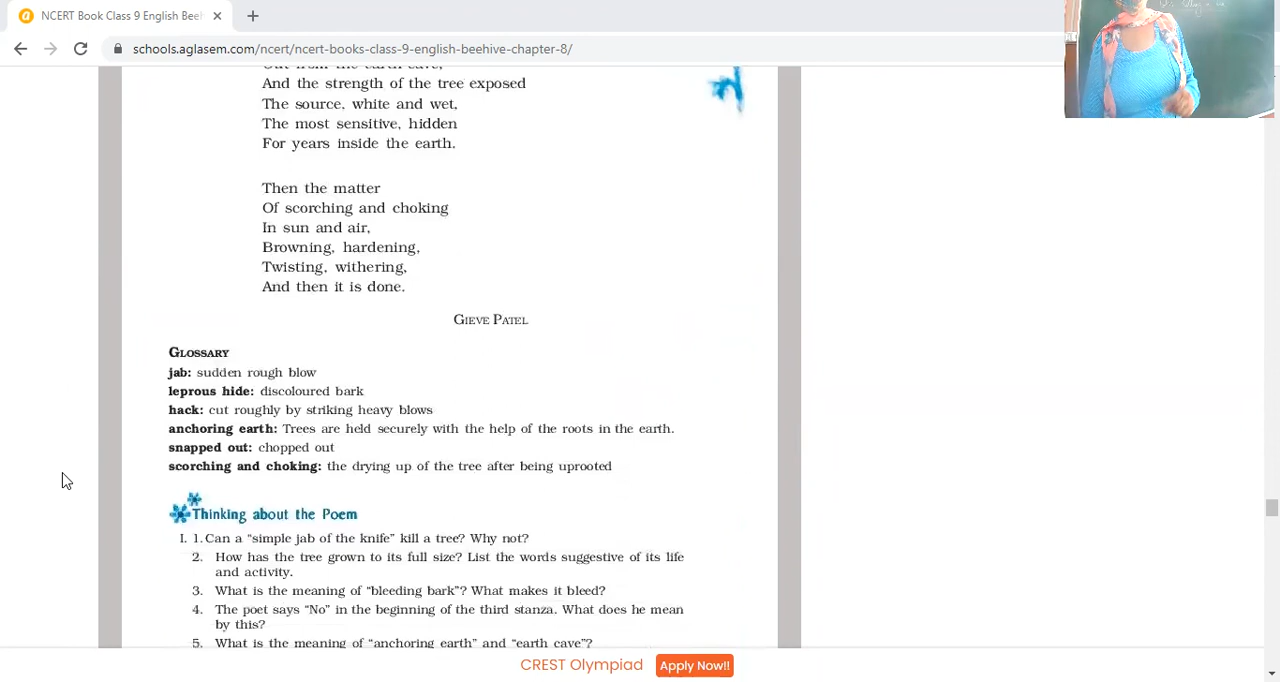 NCERT Book Class 9 English Bee
schools.aglasem.com/ncert/ncert-books-class-9-english-beehive-chapter-8/
Out from the earth cave,
And the strength of the tree exposed
The source, white and wet,
The most sensitive, hidden
For years inside the earth.
Then the matter
Of scorching and choking
In sun and air,
Browning, hardening,
Twisting, withering,
And then it is done.
GIEVE PATEL
GLOSSARY
jab: sudden rough blow
leprous hide: discoloured bark
hack: cut roughly by striking heavy blows
anchoring earth: Trees are held securely with the help of the roots in the earth.
snapped out: chopped out
scorching and choking: the drying up of the tree after being uprooted
Thinking about the Poem
I. 1. Can a “simple jab of the knife” kill a tree? Why not?
2. How has the tree grown to its full size? List the words suggestive of its life
and activity.
3. What is the meaning of “bleeding bark”? What makes it bleed?
4. The poet says “No” in the beginning of the third stanza. What does he mean
by this?
5. What is the meaning of “anchoring earth” and “earth cave”?
CREST Olympiad Apply Now!!